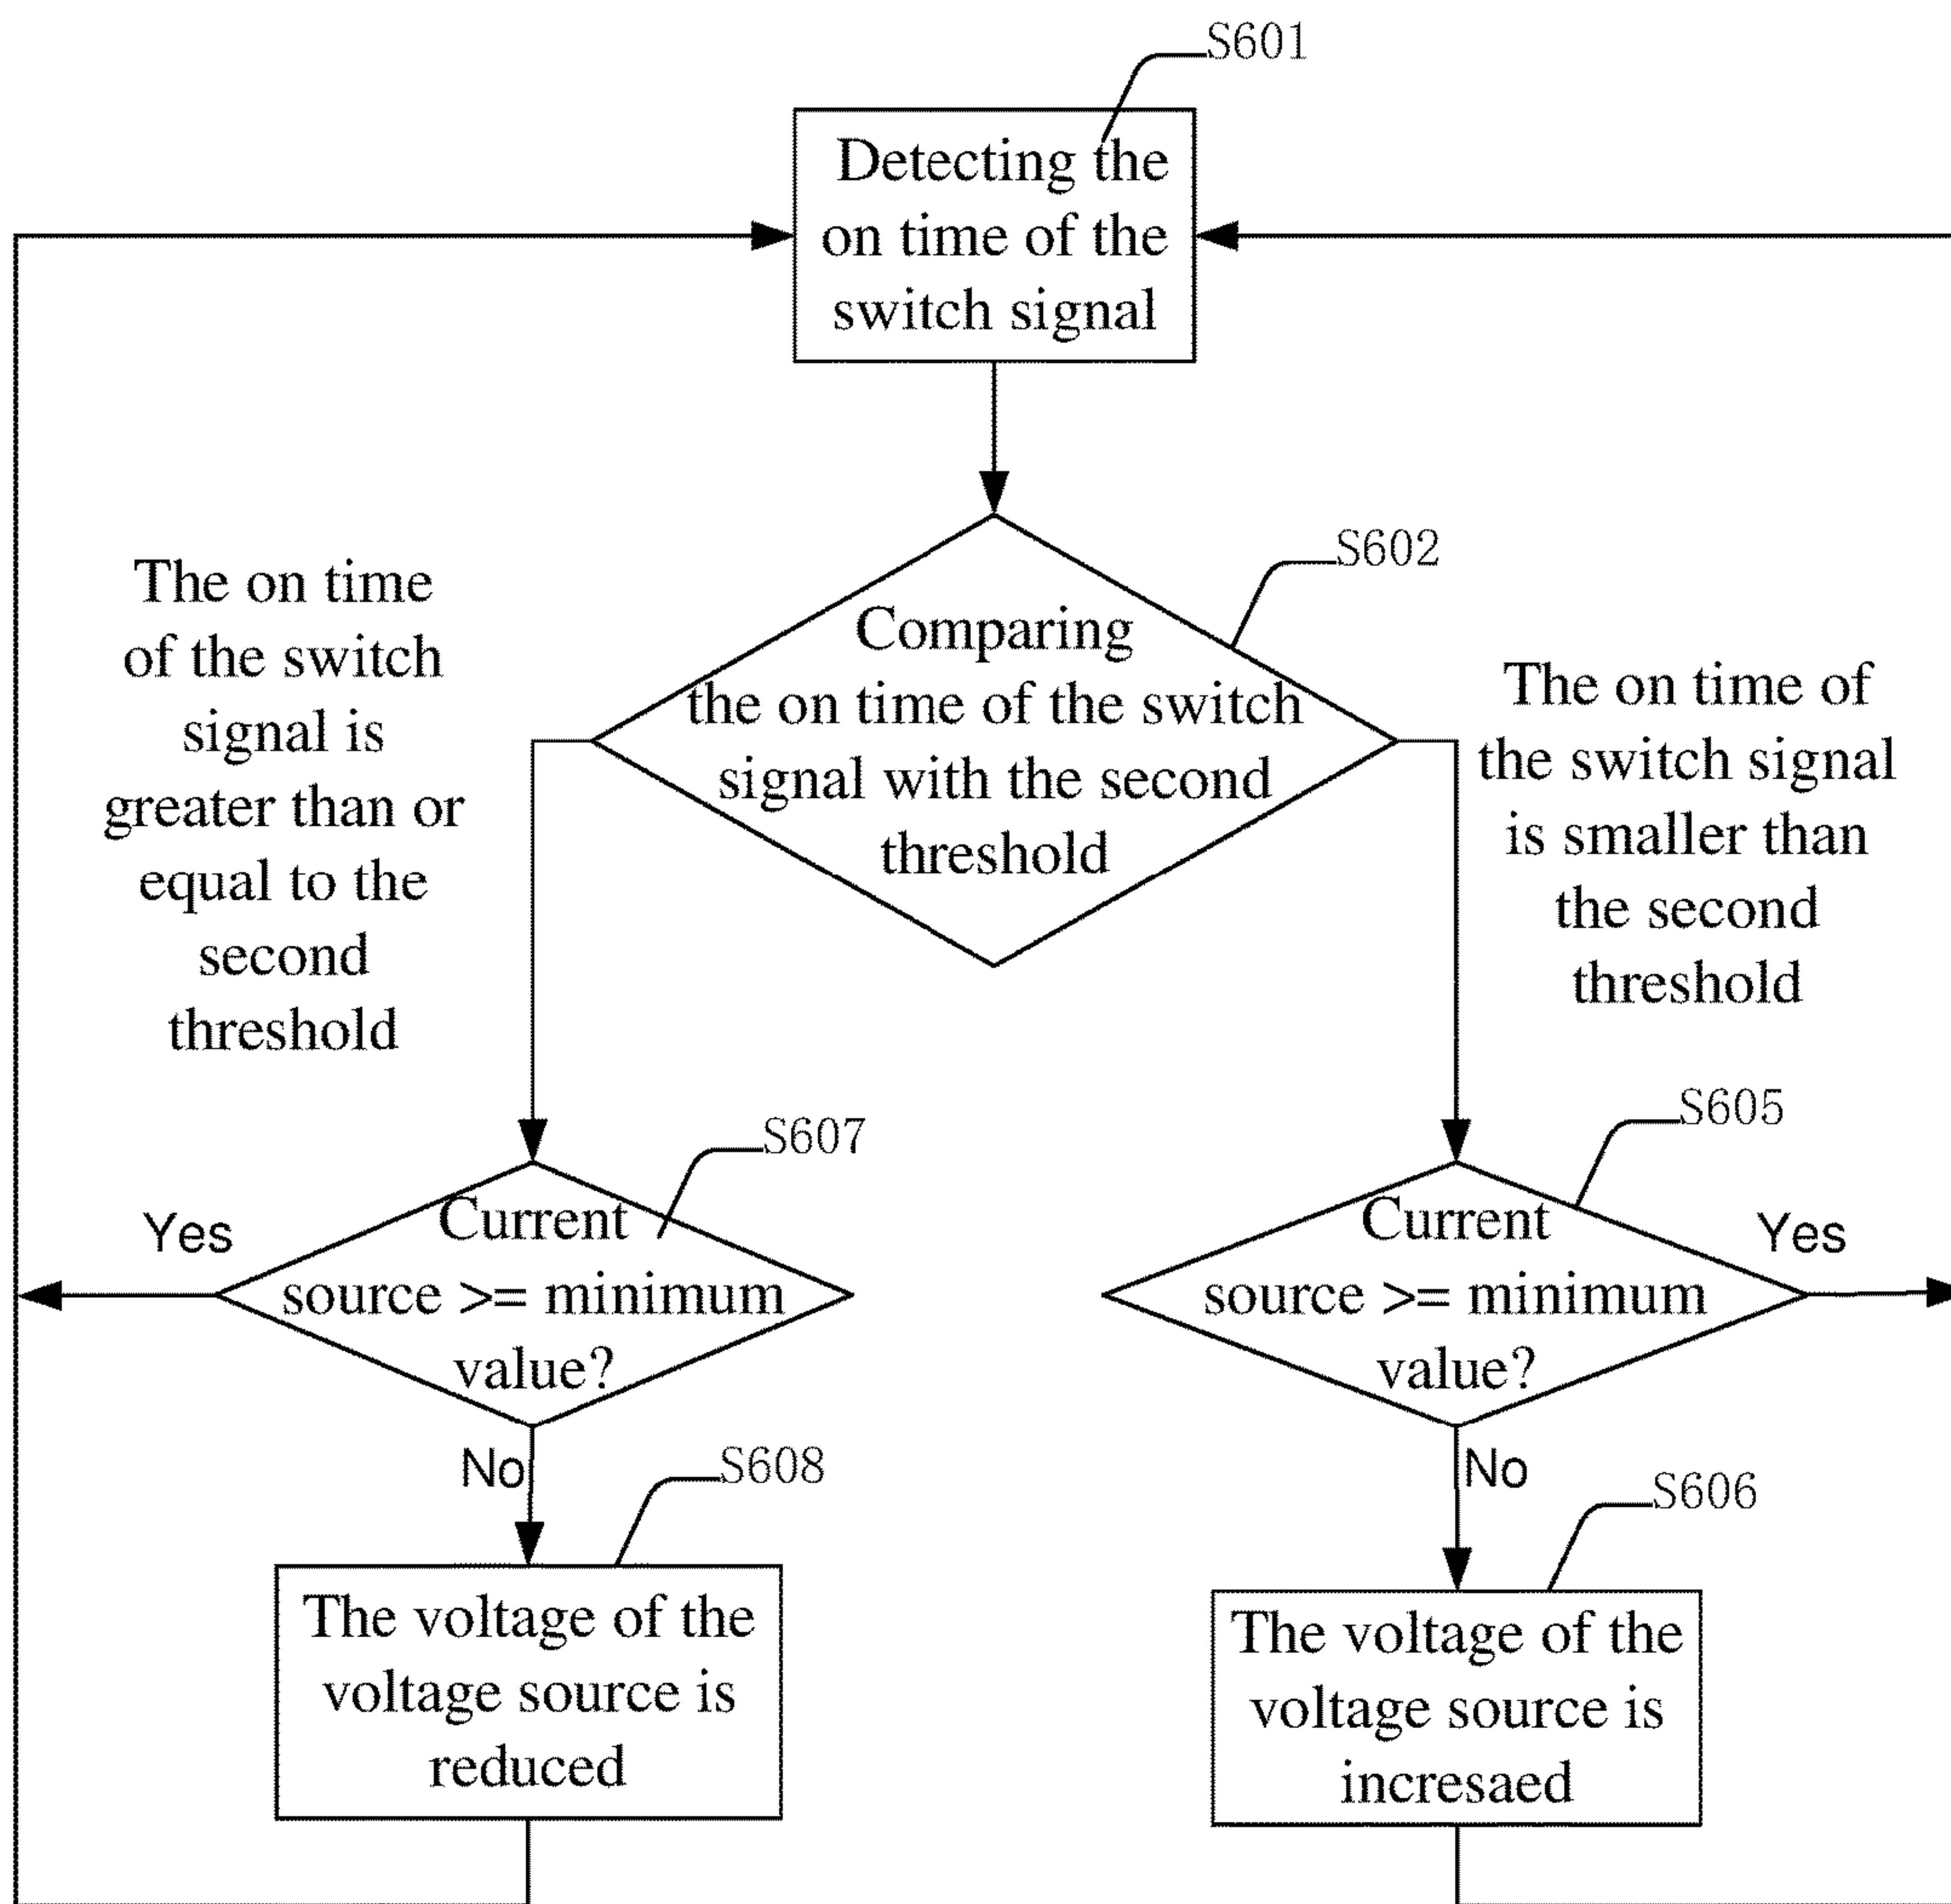 S601
Detecting the
on time of the
switch signal
S602
Comparing
the on time of the switch
signal with the second
threshold
The on time
of the switch
signal is
greater than or
equal to the
second
threshold
The on time of
the switch signal
is smaller than
the second
threshold
S607
Current
source >= minimum
value?
Yes
No
S605
Current
source >= minimum
value?
Yes
No
S608
The voltage of the
voltage source is
reduced
S606
The voltage of the
voltage source is
incresaed